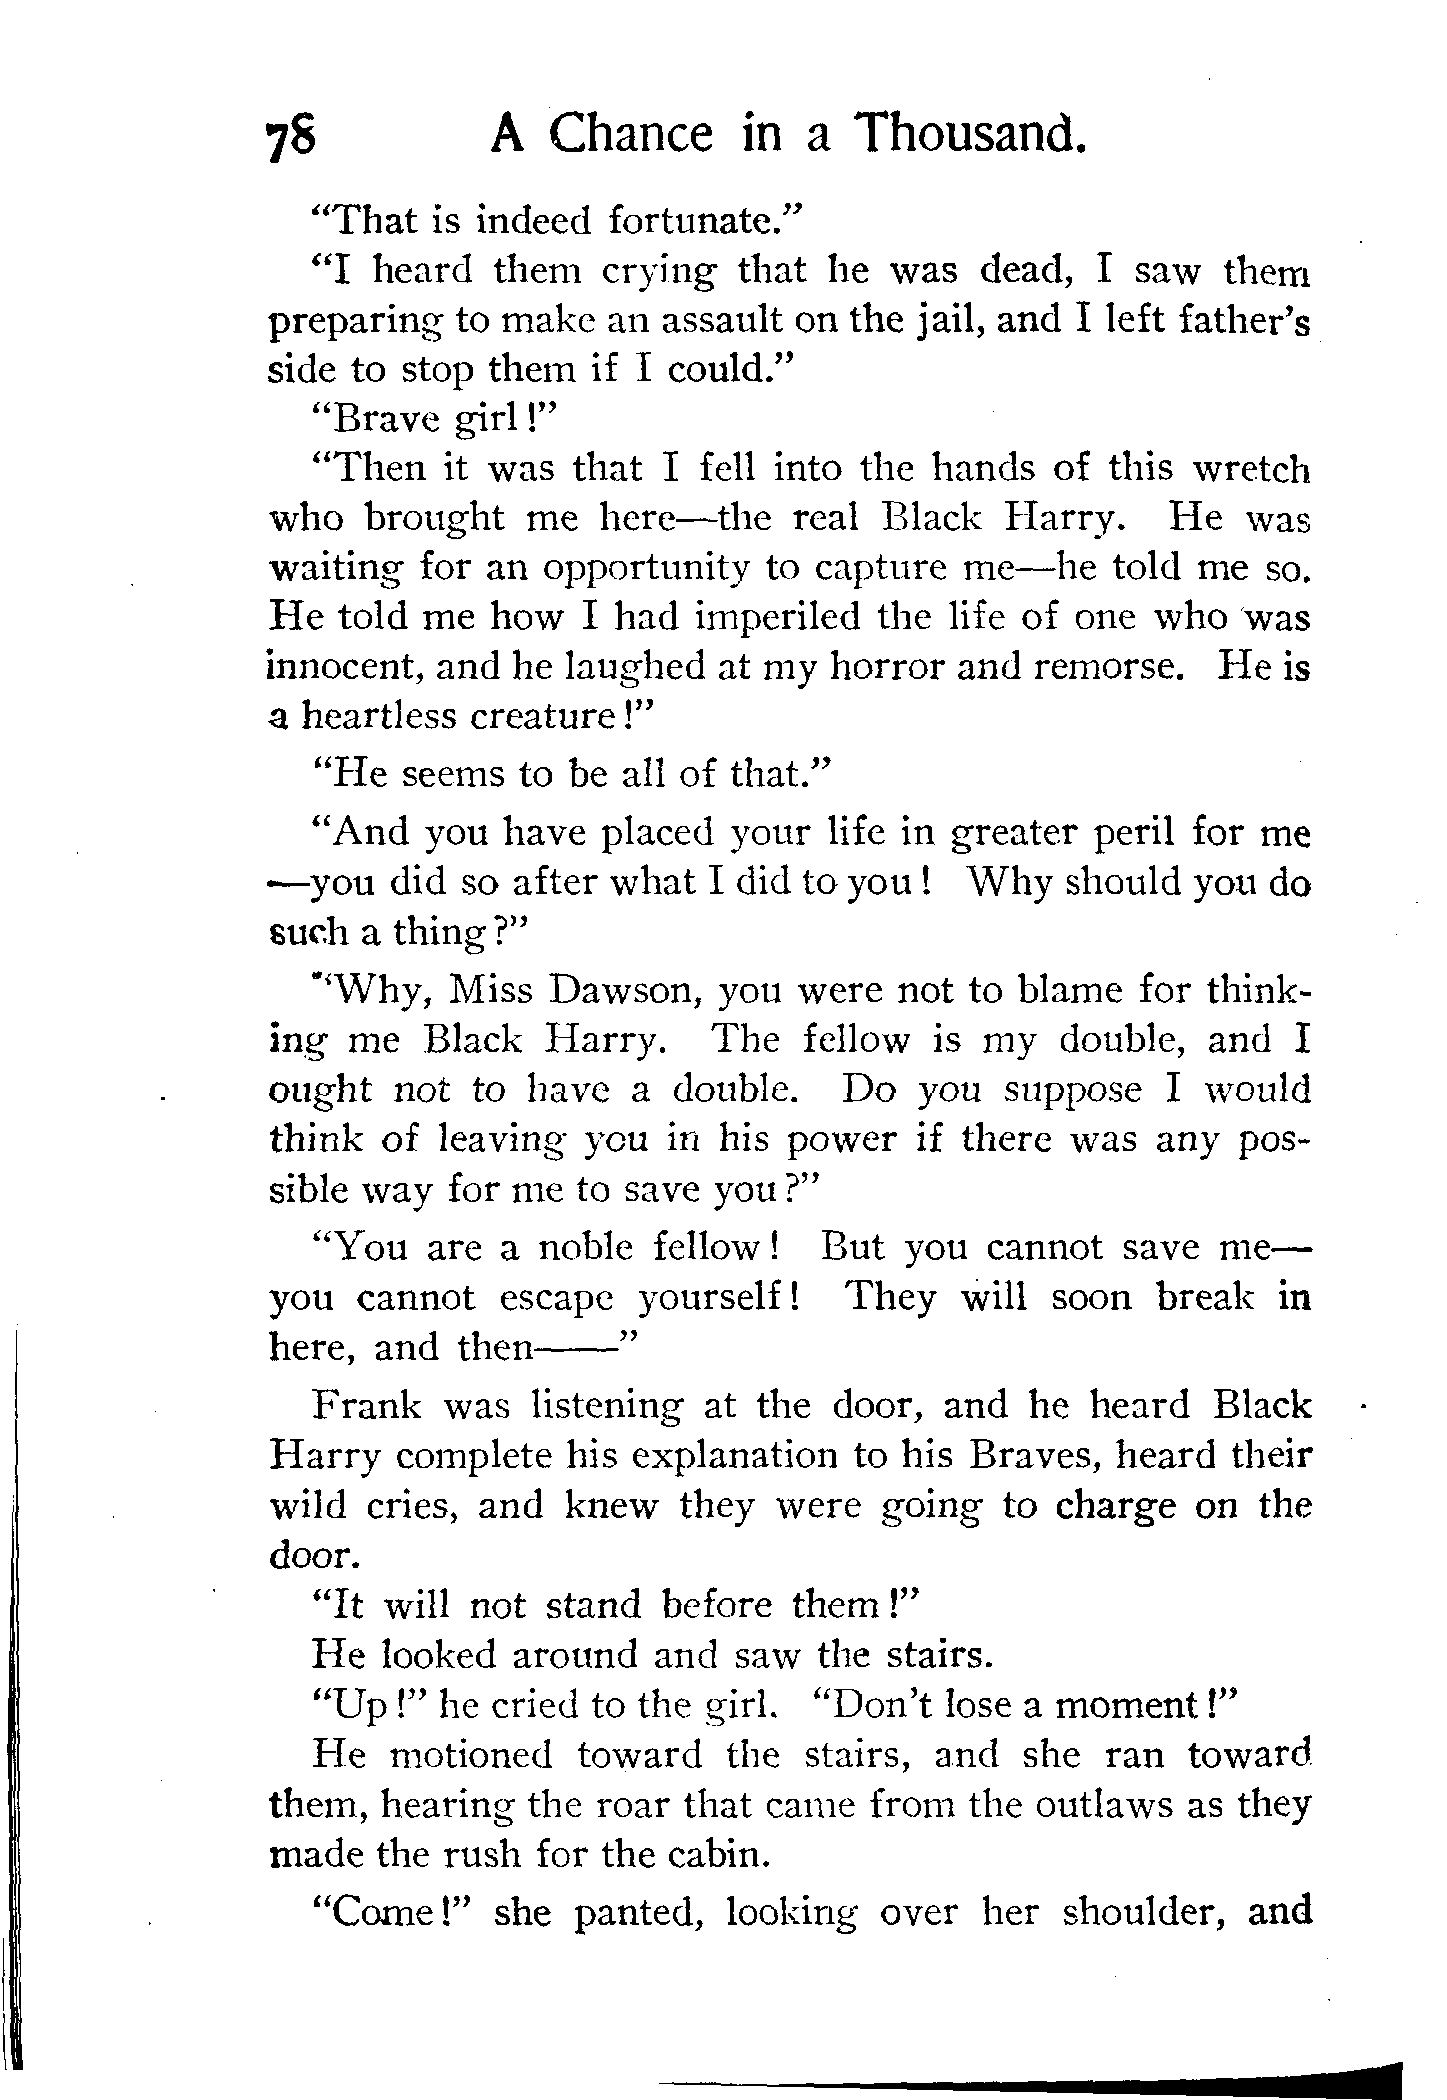 78 A Chance in a Thousand.
“That is indeed fortunate.”
“I heard them crying that he was dead, I saw them
preparing to make an assault on the jail, and I left father’s
side to stop them if I could.”
“Brave girl!”
“Then it was that I fell into the hands of this wretch
who brought me here—the real Black Harry. He was
waiting for an opportunity to capture me—he told me so.
He told me how I had imperiled the life of one who was
innocent, and he laughed at my horror and remorse. He is
a heartless creature!”
“He seems to be all of that.”
“And you have placed your life in greater peril for me
—you did so after what I did to you! Why should you do
such a thing?”
“Why, Miss Dawson, you were not to blame for think-
ing me Black Harry. The fellow is my double, and I
ought not to have a double. Do you suppose I would
think of leaving you in his power if there was any pos-
sible way for me to save you?”
“You are a noble fellow! But you cannot save me—
you cannot escape yourself! They will soon break in
here, and then——”
Frank was listening at the door, and he heard Black
Harry complete his explanation to his Braves, heard their
wild cries, and knew they were going to charge on the
door.
“It will not stand before them!”
He looked around and saw the stairs.
“Up!” he cried to the girl. “Don’t lose a moment!”
He motioned toward the stairs, and she ran toward
them, hearing the roar that came from the outlaws as they
made the rush for the cabin.
“Come!” she panted, looking over her shoulder, and